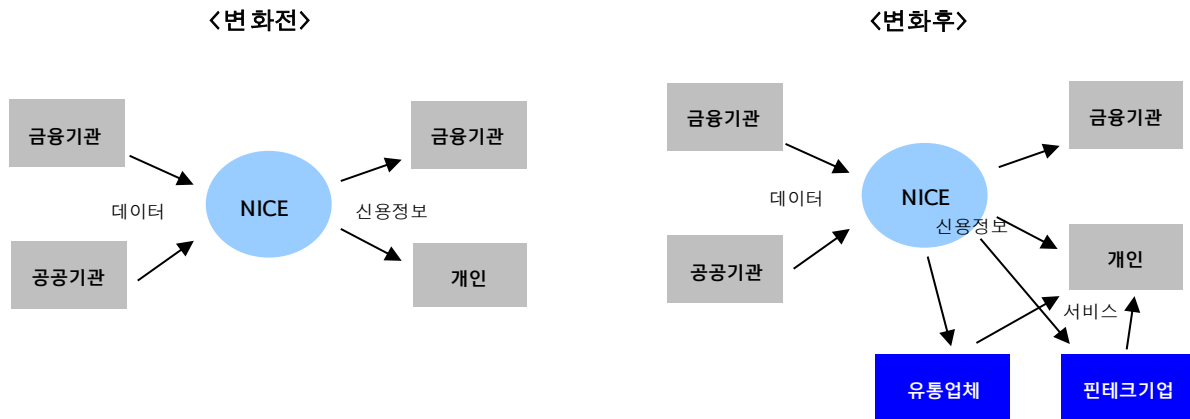 <변화전>
금융기관
금융기관
데이터
NICE
신용정보
공공기관
개인
<변화후>
금융기관
금융기관
데이터
NICE
신용정보
공공기관
개인
서비스
유통업체
핀테크기업